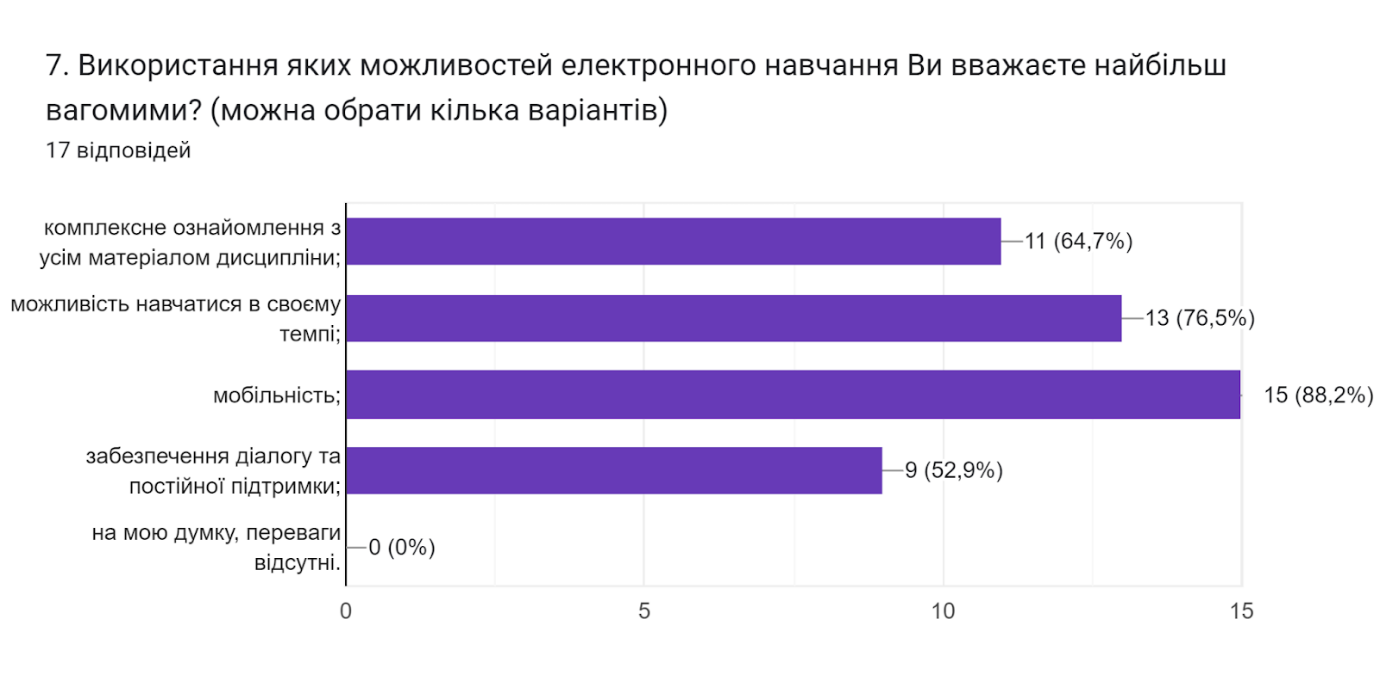 7. Використання яких можливостей електронного навчання Ви вважаєте найбільш
вагомими? (можна обрати кілька варіантів)
17 відповідей
комплексне ознайомлення з
усім матеріалом дисципліни;
11 (64,7%)
можливість навчатися в своєму
темпі;
13 (76,5%)
мобільність;
15 (88,2%)
забезпечення діалогу та
постійної підтримки;
9 (52,9%)
на мою думку, переваги
відсутні.
0 (0%)
0
5
10
15